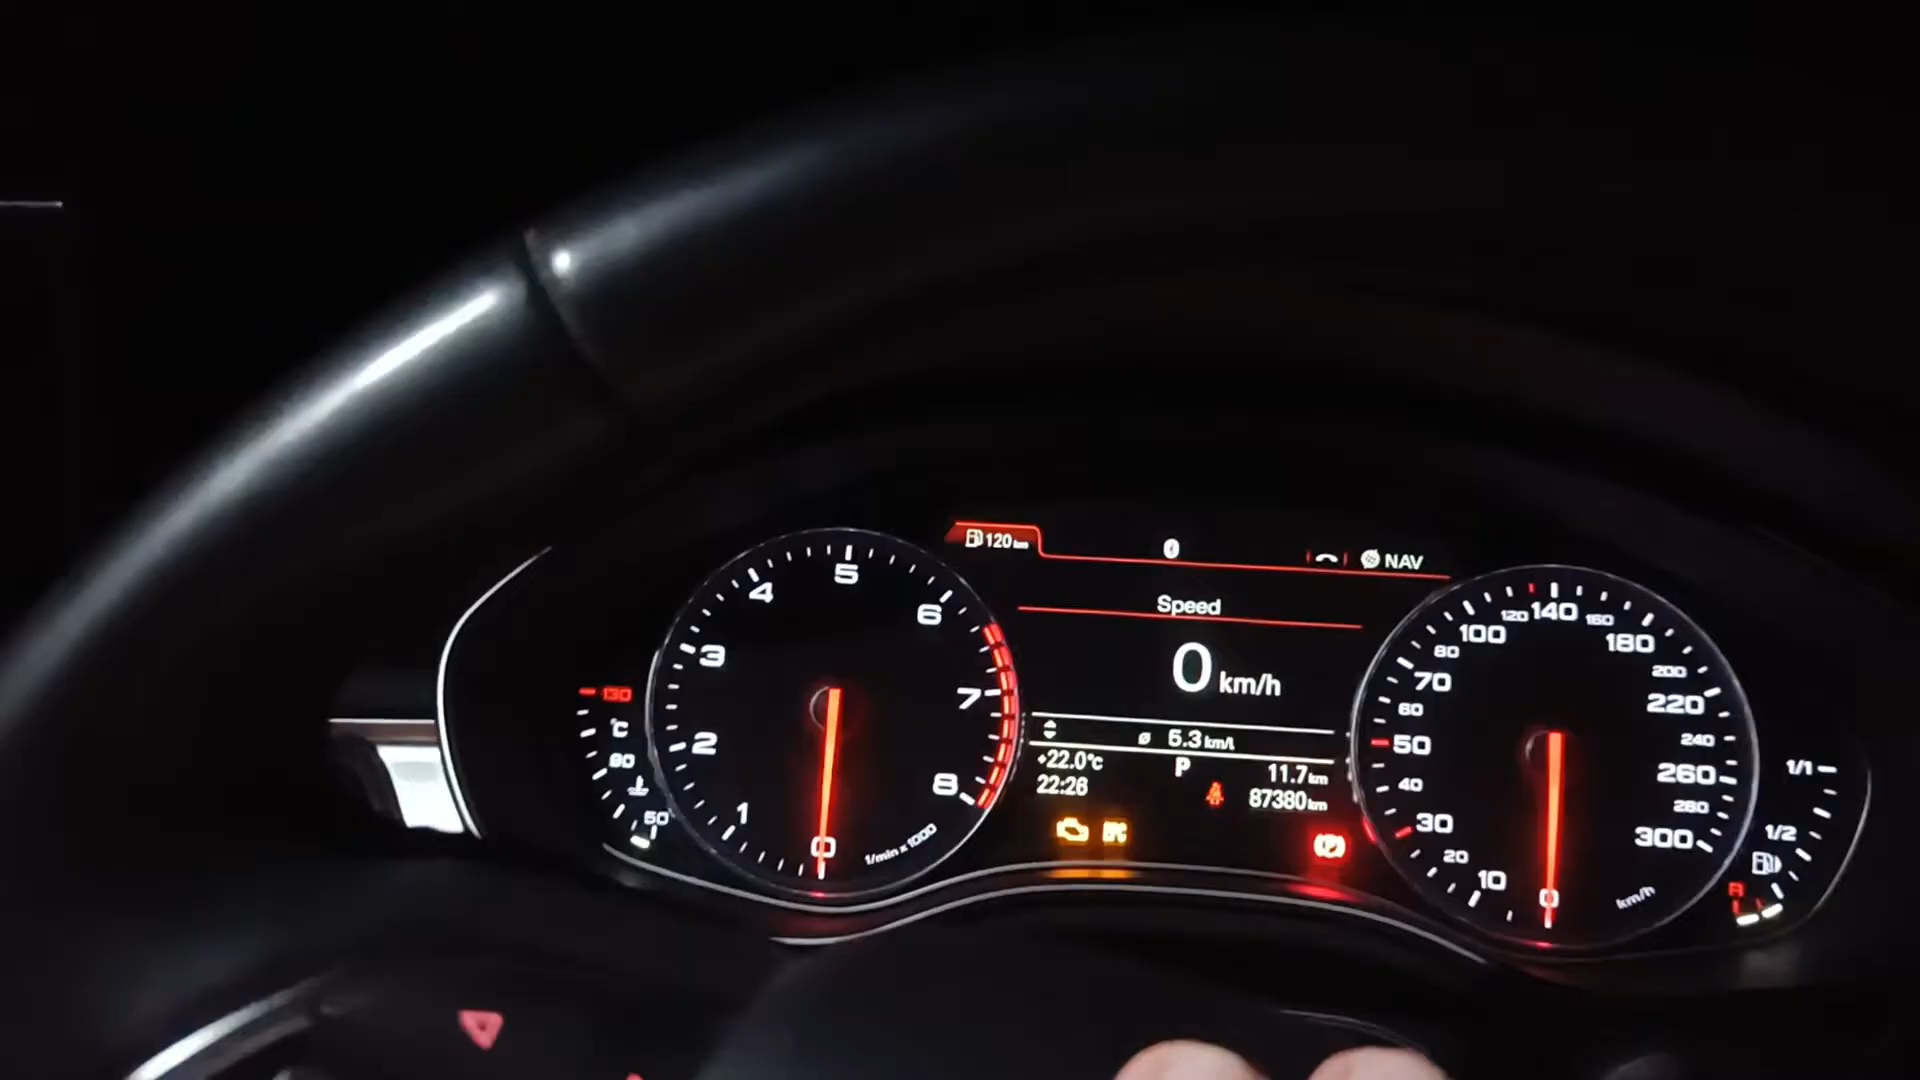 120 km
NAV
Speed
0 km/h
ø 5.3 km/l
+22.0°C
P
11.7 km
22:26
87380 km
EPC
(P)
130
°C
90
50
0
1
2
3
4
5
6
7
8
1/min x 1000
0
10
20
30
40
50
60
70
80
100
120
140
160
180
200
220
240
260
280
300
km/h
1/1
1/2
R